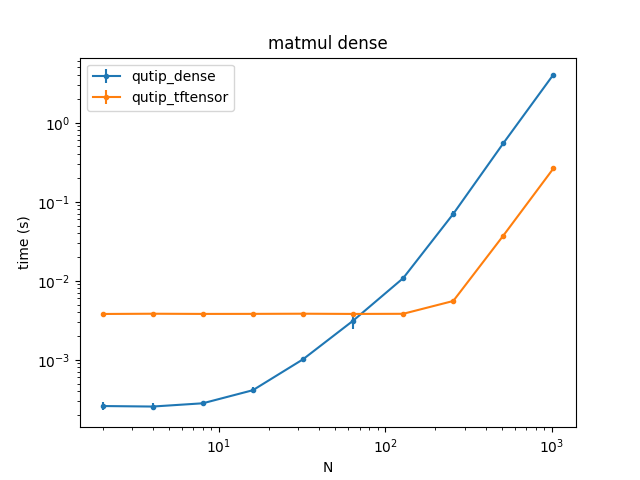 matmul dense
qutip_dense
qutip_tftensor
time (s)
10⁰
10⁻¹
10⁻²
10⁻³
10¹
10²
10³
N